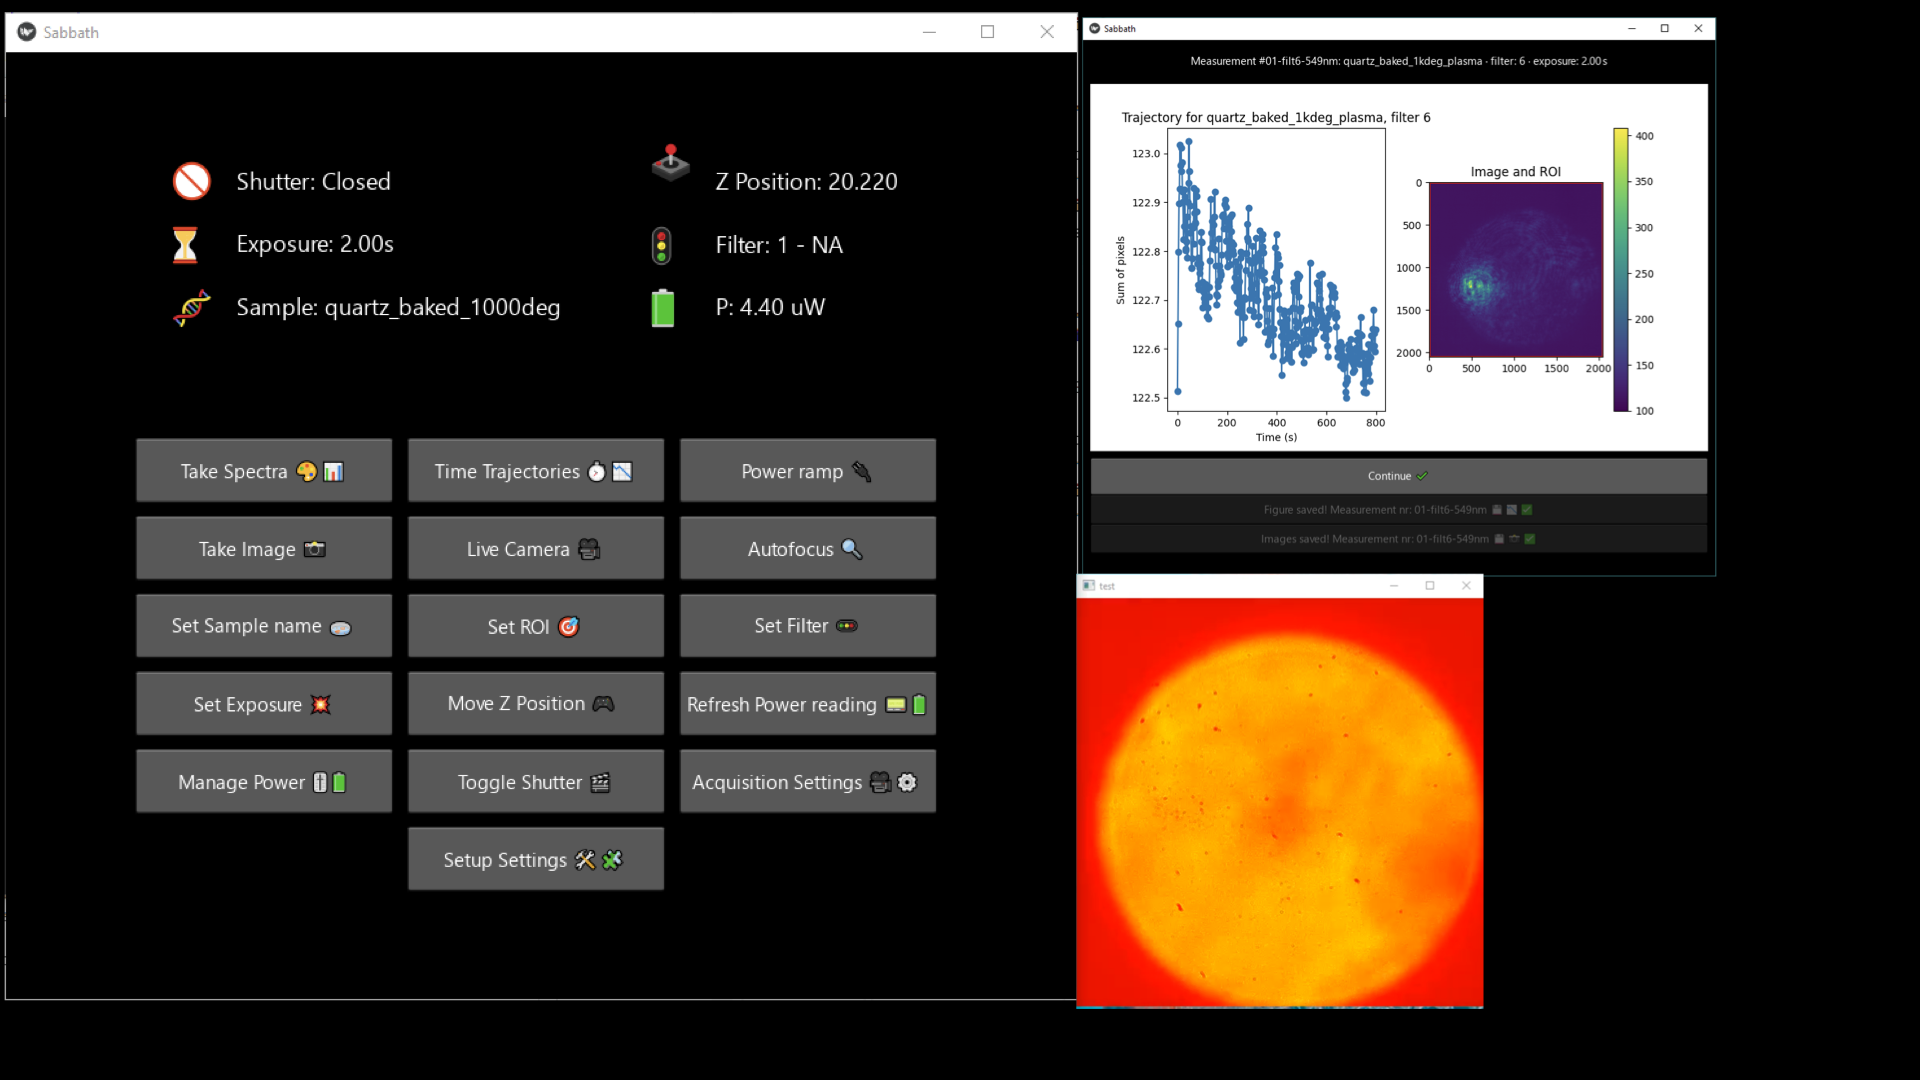 Sabbath
Shutter: Closed
Z Position: 20.220
Exposure: 2.00s
Filter: 1 - NA
Sample: quartz_baked_1000deg
P: 4.40 uW
Take Spectra
Time Trajectories
Power ramp
Take Image
Live Camera
Autofocus
Set Sample name
Set ROI
Set Filter
Set Exposure
Move Z Position
Refresh Power reading
Manage Power
Toggle Shutter
Acquisition Settings
Setup Settings
Sabbath
Measurement #01-filt6-549nm: quartz_baked_1kdeg_plasma · filter: 6 · exposure: 2.00s
Trajectory for quartz_baked_1kdeg_plasma, filter 6
Sum of pixels
123.0
122.9
122.8
122.7
122.6
122.5
0 200 400 600 800
Time (s)
Image and ROI
0
500
1000
1500
2000
0 500 1000 1500 2000
400
350
300
250
200
150
100
Continue
Figure saved! Measurement nr: 01-filt6-549nm
Images saved! Measurement nr: 01-filt6-549nm
test